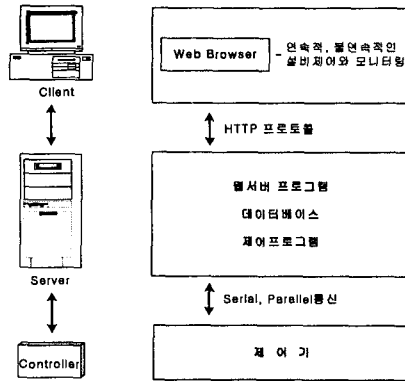 Web Browser
- 연속적, 불연속적인
설비제어와 모니터링
Client
HTTP 프로토콜
웹서버 프로그램
데이터베이스
제어프로그램
Server
Serial, Parallel통신
Controller
제 어 기